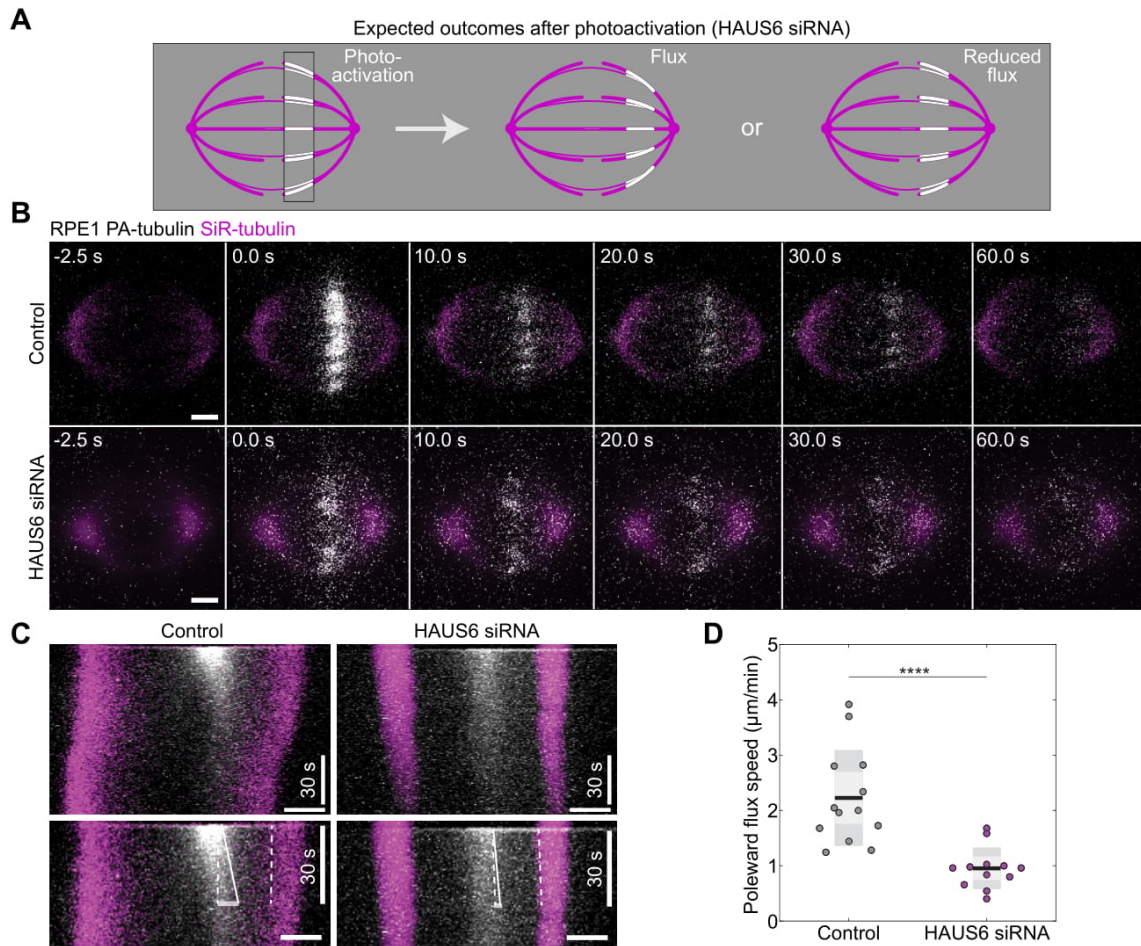 A
Expected outcomes after photoactivation (HAUS6 siRNA)
Photo-
activation
Flux
or
Reduced
flux
B
RPE1 PA-tubulin SiR-tubulin
Control
-2.5 s
0.0 s
10.0 s
20.0 s
30.0 s
60.0 s
HAUS6 siRNA
-2.5 s
0.0 s
10.0 s
20.0 s
30.0 s
60.0 s
C
Control
HAUS6 siRNA
30 s
30 s
30 s
30 s
D
Poleward flux speed (µm/min)
5
4
3
2
1
0
****
Control
HAUS6 siRNA